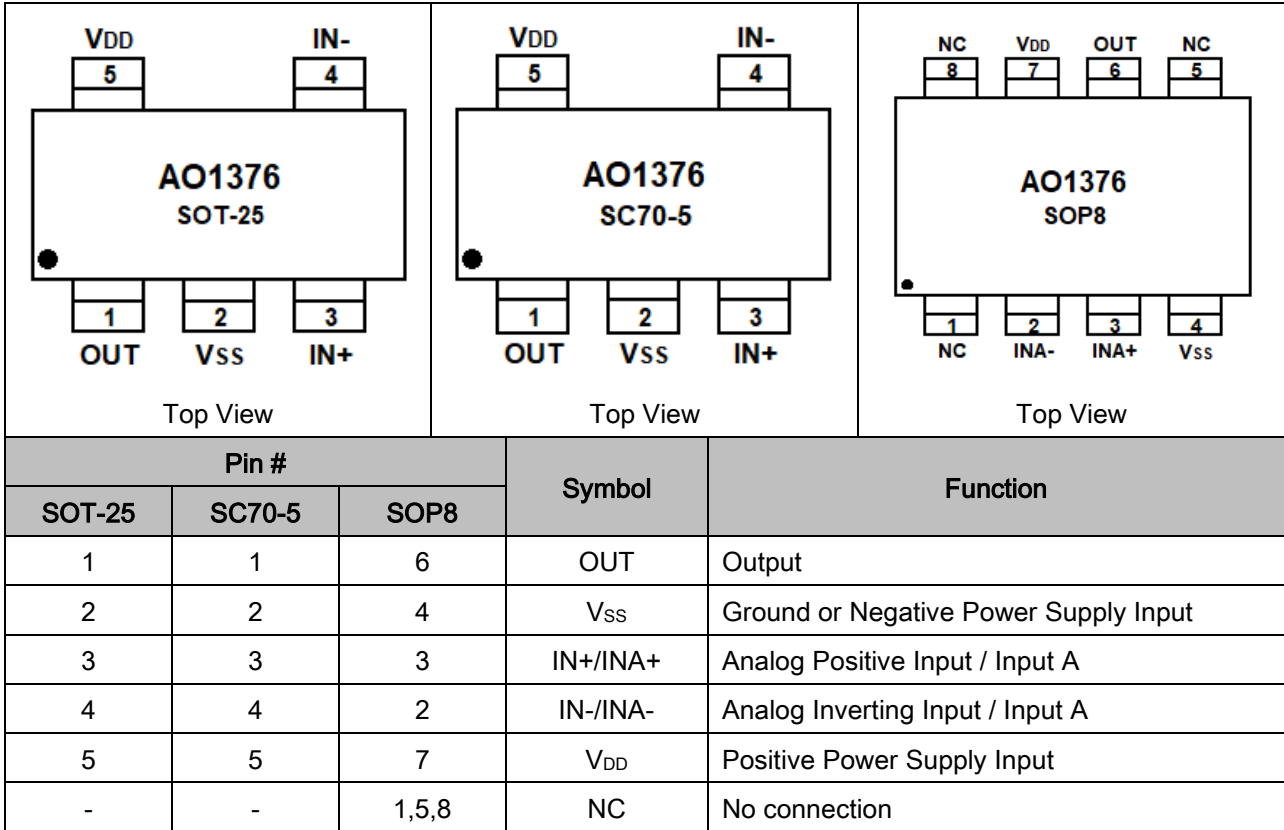 VDD IN-
5 4
AO1376
SOT-25
1 2 3
OUT VSS IN+
Top View
VDD IN-
5 4
AO1376
SC70-5
1 2 3
OUT VSS IN+
Top View
NC VDD OUT NC
8 7 6 5
AO1376
SOP8
1 2 3 4
NC INA- INA+ VSS
Top View
Pin # Symbol Function
SOT-25 SC70-5 SOP8
1 1 6 OUT Output
2 2 4 VSS Ground or Negative Power Supply Input
3 3 3 IN+/INA+ Analog Positive Input / Input A
4 4 2 IN-/INA- Analog Inverting Input / Input A
5 5 7 VDD Positive Power Supply Input
- - 1,5,8 NC No connection